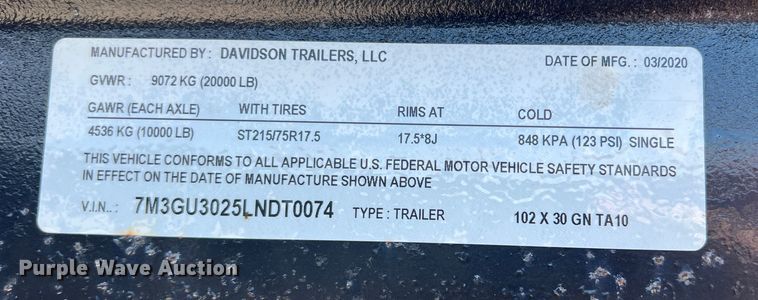 MANUFACTURED BY : DAVIDSON TRAILERS, LLC DATE OF MFG. : 03/2020
GVWR : 9072 KG (20000 LB)
GAWR (EACH AXLE) WITH TIRES RIMS AT COLD
4536 KG (10000 LB) ST215/75R17.5 17.5*8J 848 KPA (123 PSI) SINGLE
THIS VEHICLE CONFORMS TO ALL APPLICABLE U.S. FEDERAL MOTOR VEHICLE SAFETY STANDARDS
IN EFFECT ON THE DATE OF MANUFACTURE SHOWN ABOVE
V.I.N.. : 7M3GU3025LNDT0074 TYPE : TRAILER 102 X 30 GN TA10
Purple Wave Auction